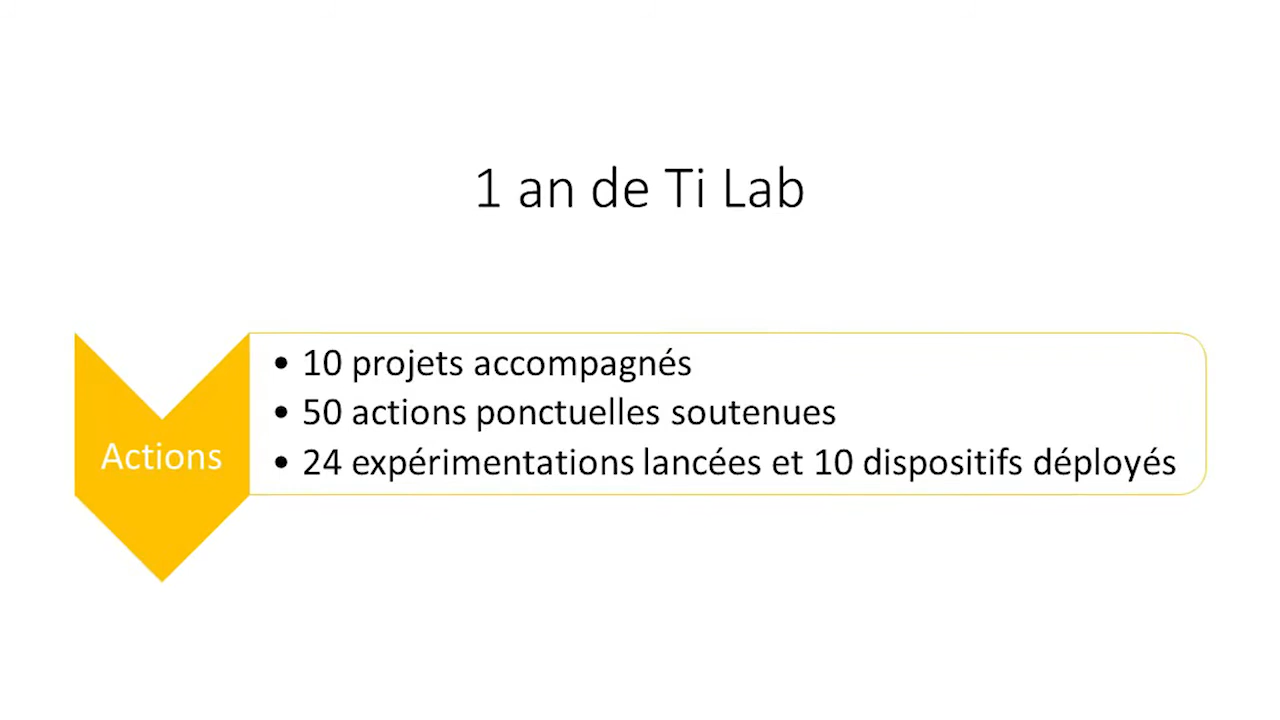 1 an de Ti Lab
Actions
• 10 projets accompagnés
• 50 actions ponctuelles soutenues
• 24 expérimentations lancées et 10 dispositifs déployés